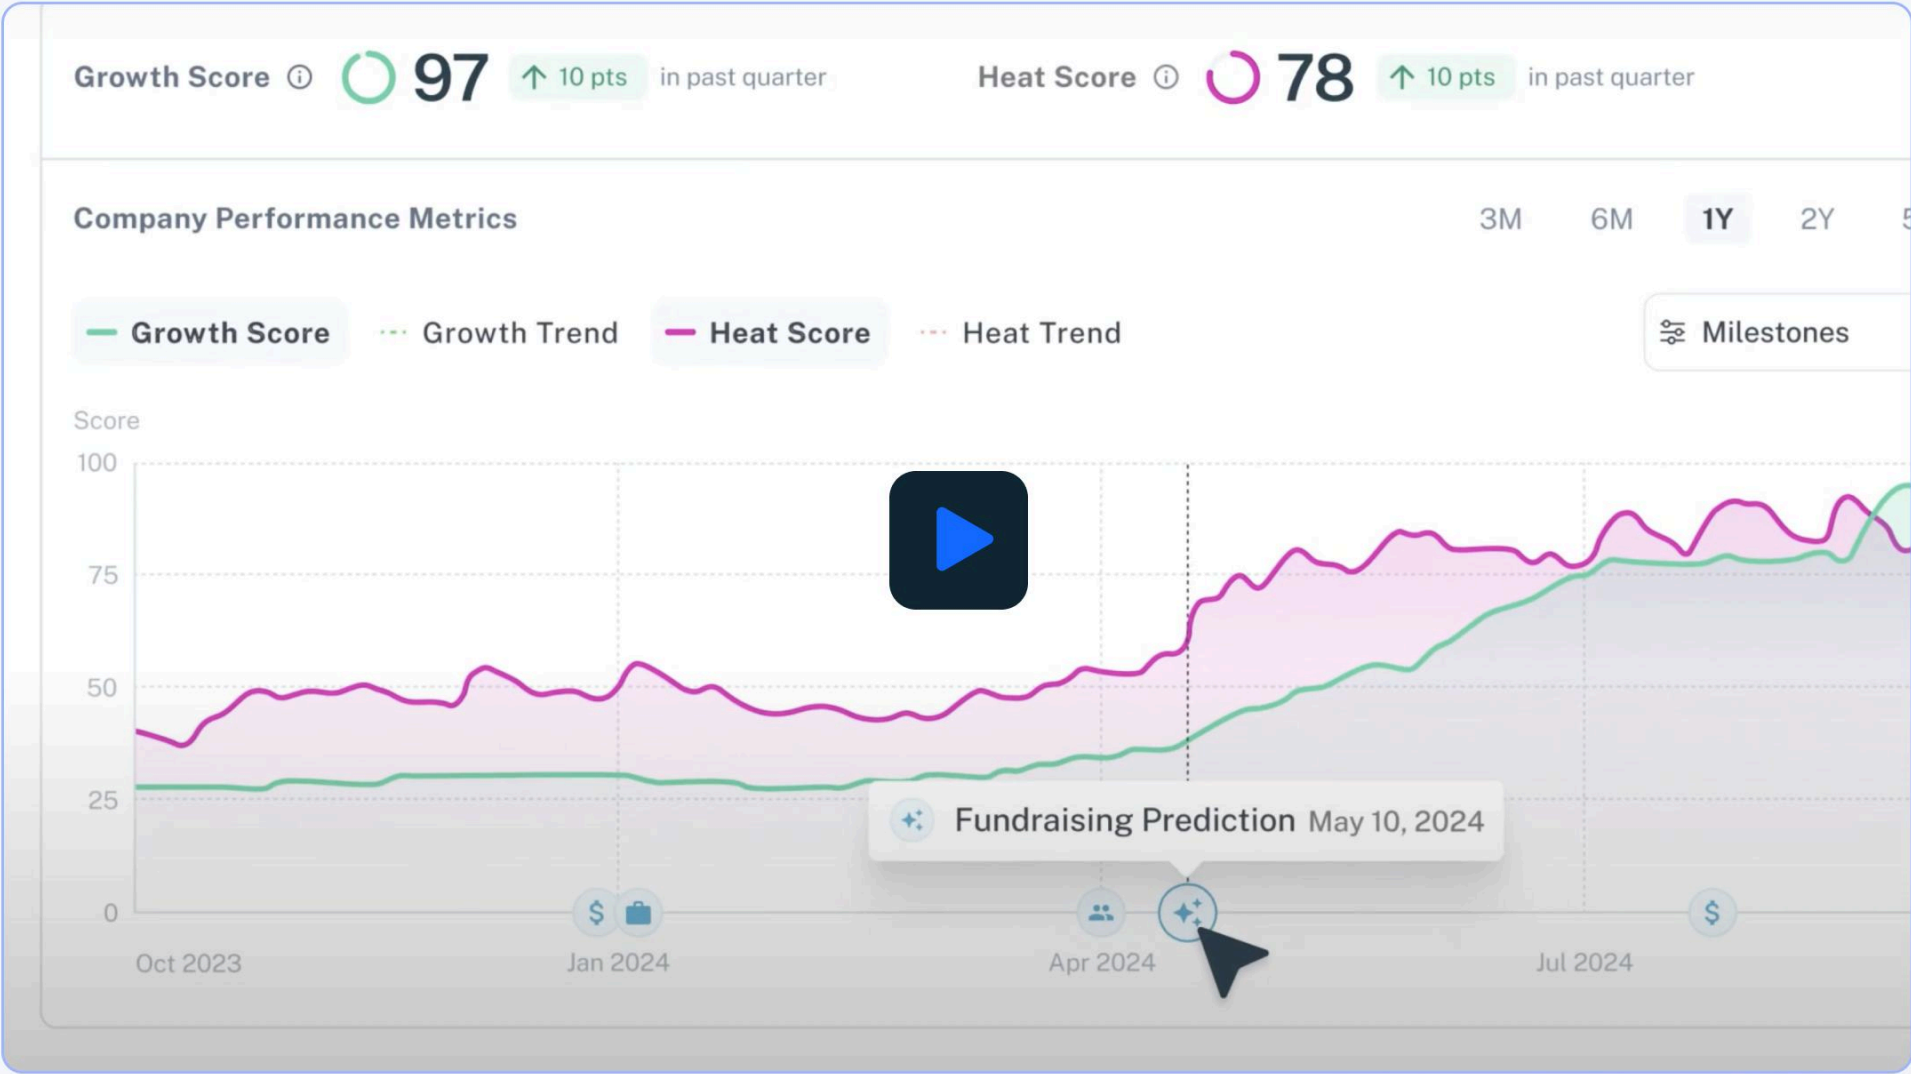 Growth Score 97 10 pts in past quarter Heat Score 78 10 pts in past quarter
Company Performance Metrics 3M 6M 1Y 2Y
Growth Score Growth Trend Heat Score Heat Trend Milestones
Score
100
75
50
25
Fundraising Prediction May 10, 2024
0 $ $
Oct 2023 Jan 2024 Apr 2024 Jul 2024